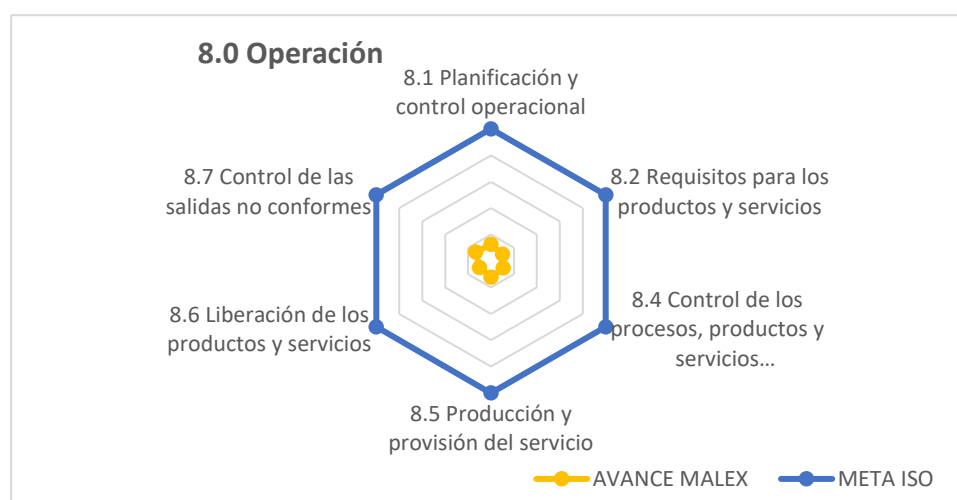 8.0 Operación
8.1 Planificación y
control operacional
8.2 Requisitos para los
productos y servicios
8.4 Control de los
procesos, productos y
servicios…
8.5 Producción y
provisión del servicio
8.6 Liberación de los
productos y servicios
8.7 Control de las
salidas no conformes
AVANCE MALEX
META ISO